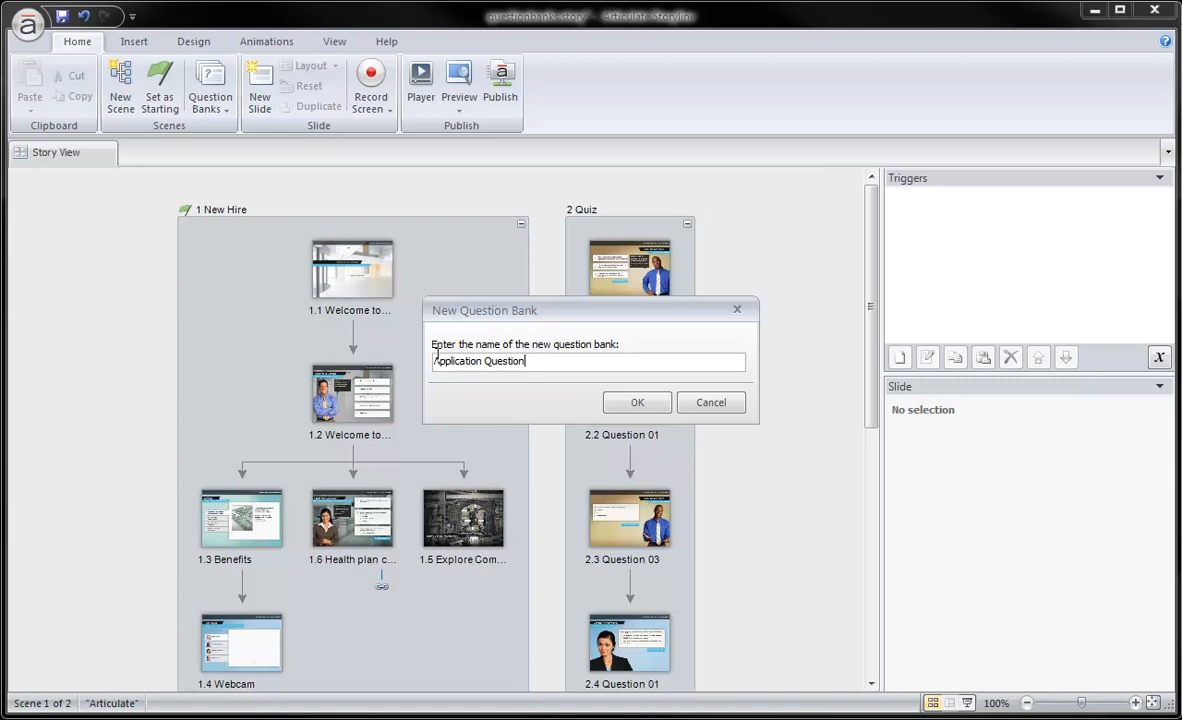 questionbanks.story* - Articulate Storyline
Home Insert Design Animations View Help
Paste Cut Copy
Clipboard
New Scene Set as Starting Question Banks
Scenes
New Slide Layout Reset Duplicate
Slide
Record Screen
Player Preview Publish
Publish
Story View
Triggers
1 New Hire
2 Quiz
1.1 Welcome to...
New Question Bank
Enter the name of the new question bank:
Application Question
OK Cancel
Slide
No selection
1.2 Welcome to...
2.2 Question 01
1.3 Benefits
1.6 Health plan c...
1.5 Explore Com...
2.3 Question 03
1.4 Webcam
2.4 Question 01
Scene 1 of 2 "Articulate" 100%